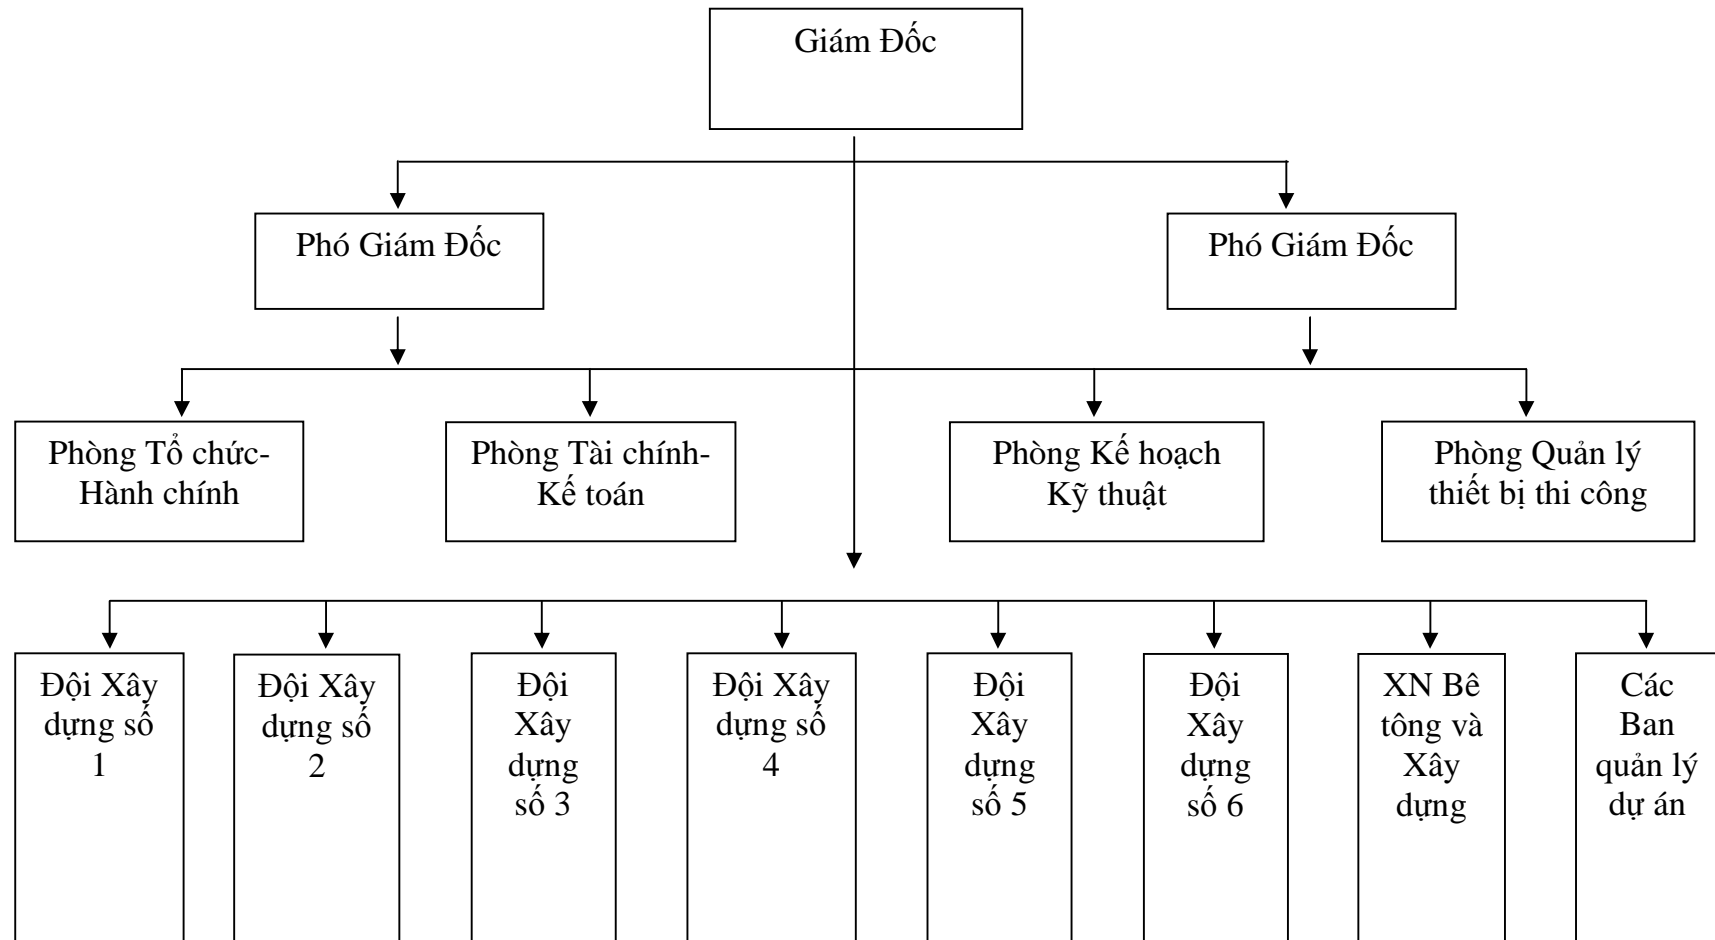 Giám Đốc
Phó Giám Đốc
Phó Giám Đốc
Phòng Tổ chức-
Hành chính
Phòng Tài chính-
Kế toán
Phòng Kế hoạch
Kỹ thuật
Phòng Quản lý
thiết bị thi công
Đội Xây
dựng số
1
Đội Xây
dựng số
2
Đội
Xây
dựng
số 3
Đội Xây
dựng số
4
Đội
Xây
dựng
số 5
Đội
Xây
dựng
số 6
XN Bê
tông và
Xây
dựng
Các
Ban
quản lý
dự án